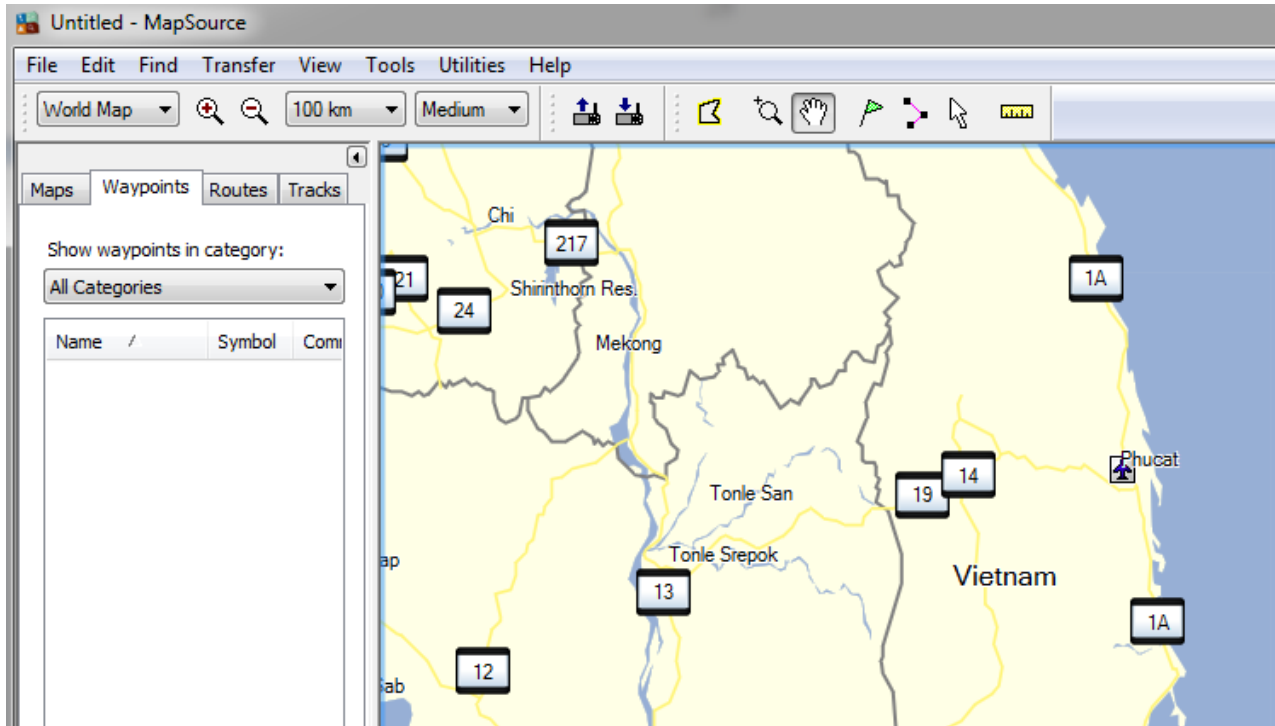 Untitled - MapSource
File Edit Find Transfer View Tools Utilities Help
World Map 100 km Medium
Maps Waypoints Routes Tracks
Show waypoints in category:
All Categories
Name Symbol
Chi
217
1A
21
Shirinthorn Res.
24
Mekong
Phucat
14
19
Tonle San
Tonle Srepok
Vietnam
13
1A
12